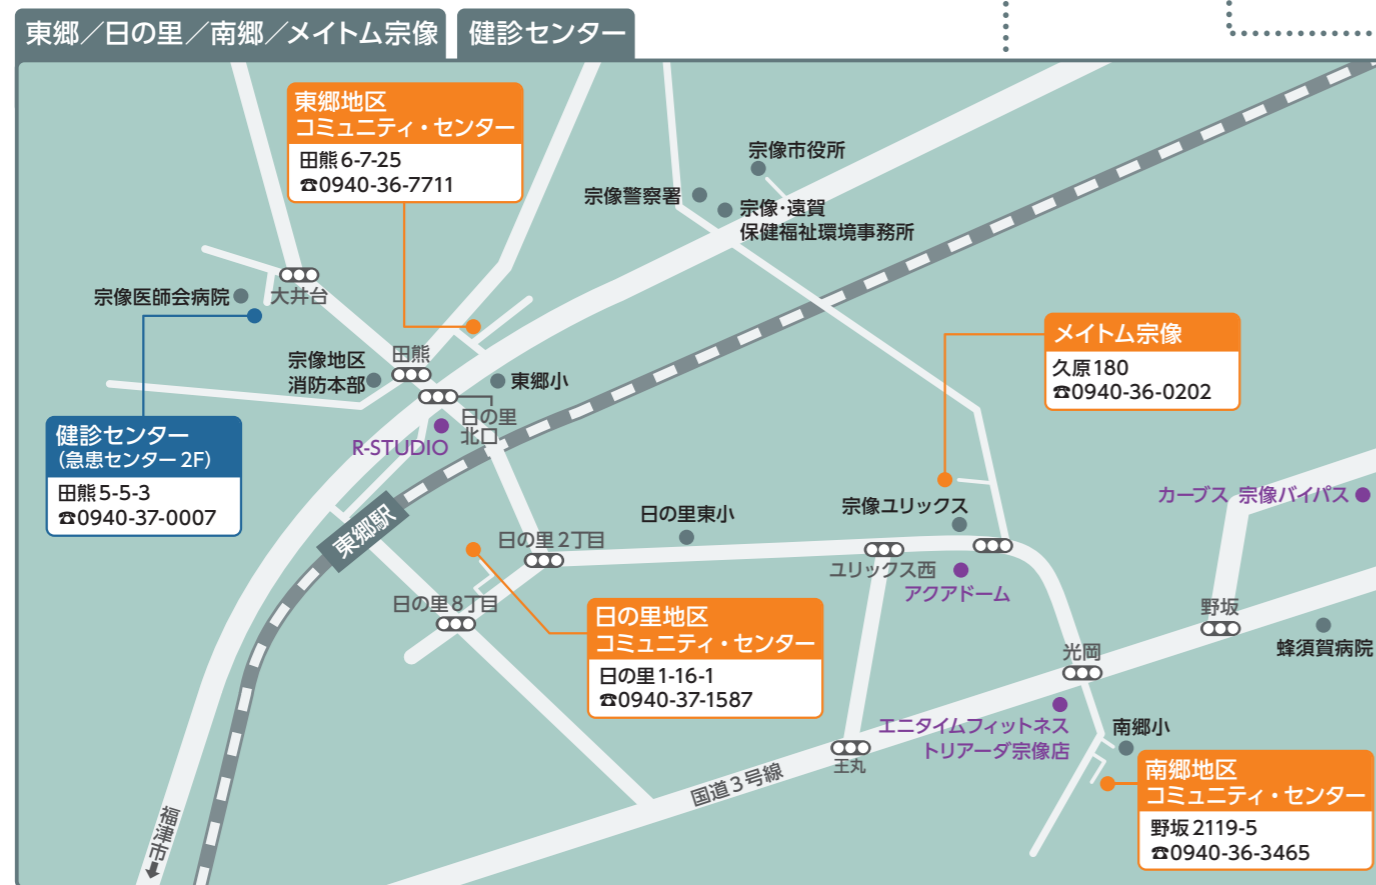 東郷／日の里／南郷／メイトム宗像
健診センター
東郷地区
コミュニティ・センター
田熊6-7-25
☎0940-36-7711
宗像市役所
宗像警察署
宗像・遠賀
保健福祉環境事務所
宗像医師会病院
大井台
メイトム宗像
久原180
☎0940-36-0202
宗像地区
消防本部
田熊
東郷小
日の里
北口
R-STUDIO
健診センター
(急患センター2F)
田熊5-5-3
☎0940-37-0007
東郷駅
日の里東小
宗像ユリックス
カーブス 宗像バイパス
日の里2丁目
ユリックス西
アクアドーム
日の里8丁目
日の里地区
コミュニティ・センター
日の里1-16-1
☎0940-37-1587
野坂
蜂須賀病院
光岡
エニタイムフィットネス
トリアーダ宗像店
南郷小
王丸
国道3号線
南郷地区
コミュニティ・センター
野坂2119-5
☎0940-36-3465
福津市